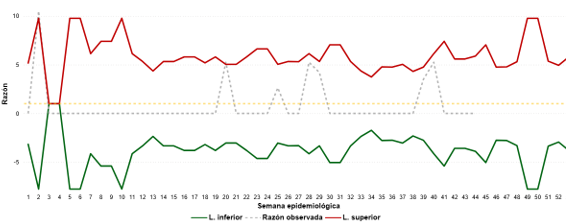 10
5
0
-5
Razón
1 2 3 4 5 6 7 8 9 10 11 12 13 14 15 16 17 18 19 20 21 22 23 24 25 26 27 28 29 30 31 32 33 34 35 36 37 38 39 40 41 42 43 44 45 46 47 48 49 50 51 52
Semana epidemiológica
L. inferior Razón observada L. superior